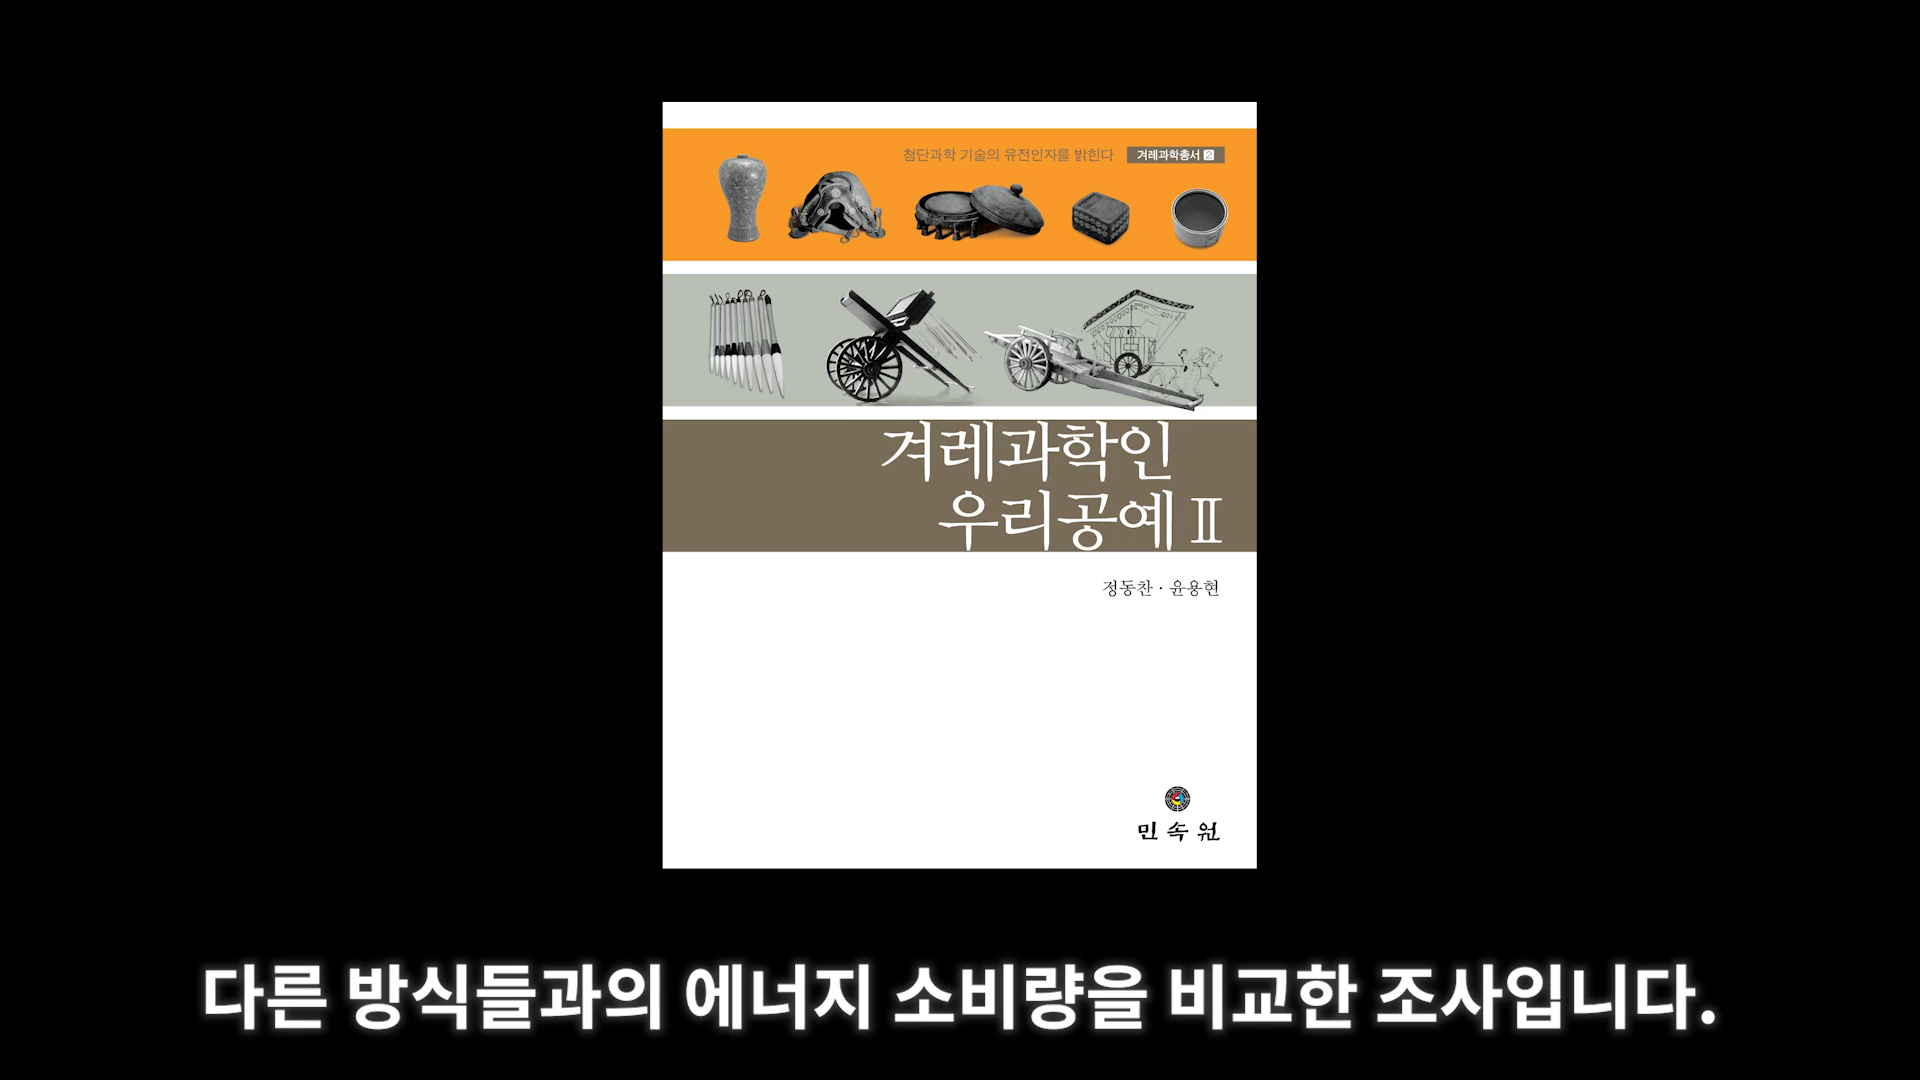 첨단과학 기술의 유전인자를 밝힌다 겨레과학총서 2
겨레과학인
우리공예 II
정동찬 · 윤용현
민속원
다른 방식들과의 에너지 소비량을 비교한 조사입니다.